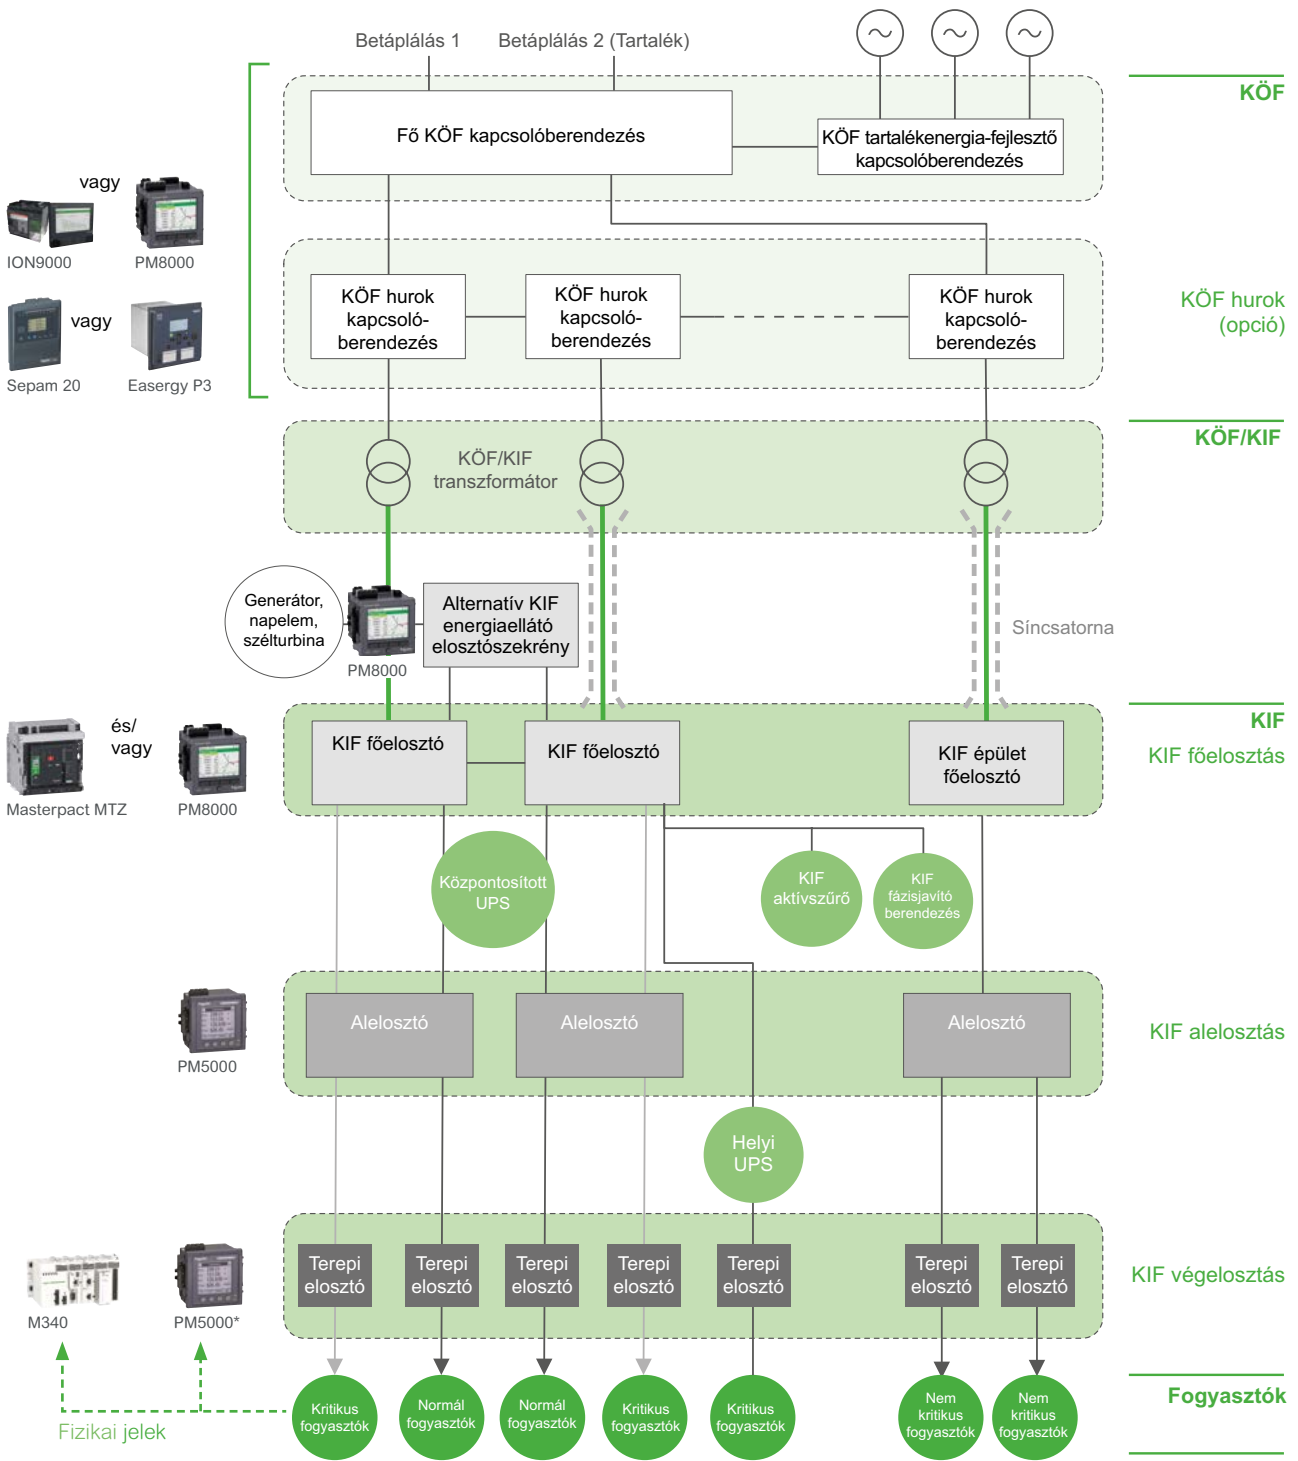 Betáplálás 1
Betáplálás 2 (Tartalék)
KÖF
Fő KÖF kapcsolóberendezés
KÖF tartalékenergia-fejlesztő
kapcsolóberendezés
vagy
ION9000
PM8000
KÖF hurok
kapcsoló-
berendezés
KÖF hurok
kapcsoló-
berendezés
KÖF hurok
kapcsoló-
berendezés
KÖF hurok
(opció)
vagy
Sepam 20
Easergy P3
KÖF/KIF
KÖF/KIF
transzformátor
Generátor,
napelem,
szélturbina
PM8000
Alternatív KIF
energiaellátó
elosztószekrény
Síncsatorna
KIF
KIF főelosztás
és/
vagy
Masterpact MTZ
PM8000
KIF főelosztó
KIF főelosztó
KIF épület
főelosztó
Központosított
UPS
KIF
aktívszűrő
KIF
fázisjavító
berendezés
PM5000
Alelosztó
Alelosztó
Alelosztó
KIF alelosztás
Helyi
UPS
M340
PM5000*
Terepi
elosztó
Terepi
elosztó
Terepi
elosztó
Terepi
elosztó
Terepi
elosztó
Terepi
elosztó
Terepi
elosztó
KIF végelosztás
Fizikai jelek
Kritikus
fogyasztók
Normál
fogyasztók
Normál
fogyasztók
Kritikus
fogyasztók
Kritikus
fogyasztók
Nem
kritikus
fogyasztók
Nem
kritikus
fogyasztók
Fogyasztók